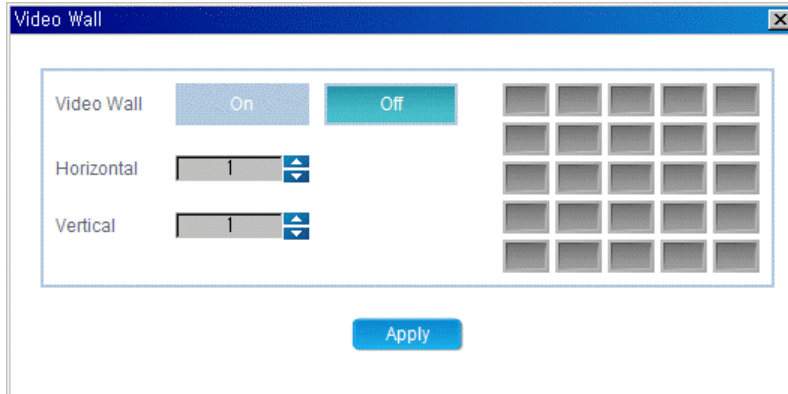 Video Wall
Video Wall On Off
Horizontal 1
Vertical 1
Apply